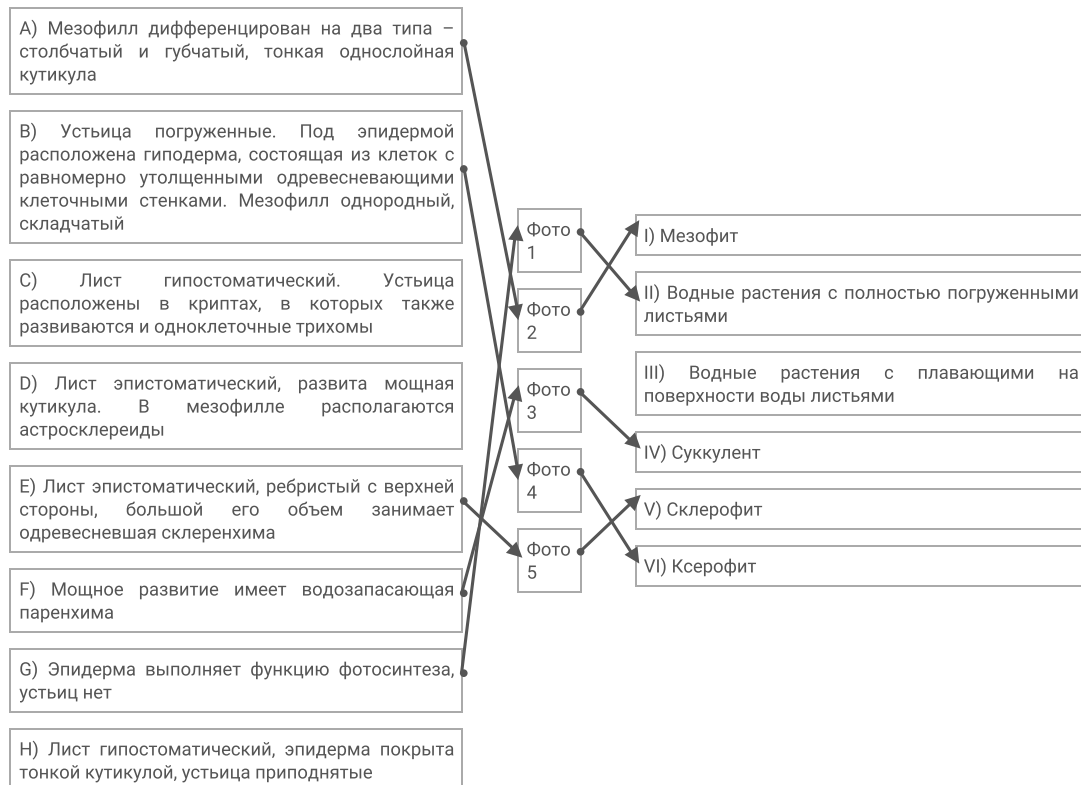 A) Мезофилл дифференцирован на два типа –
столбчатый и губчатый, тонкая однослойная
кутикула
B) Устьица погруженные. Под эпидермой
расположена гиподерма, состоящая из клеток с
равномерно утолщенными одревесневающими
клеточными стенками. Мезофилл однородный,
складчатый
C) Лист гипостоматический. Устьица
расположены в криптах, в которых также
развиваются и одноклеточные трихомы
D) Лист эпистоматический, развита мощная
кутикула. В мезофилле располагаются
астросклереиды
E) Лист эпистоматический, ребристый с верхней
стороны, большой его объем занимает
одревесневшая склеренхима
F) Мощное развитие имеет водозапасающая
паренхима
G) Эпидерма выполняет функцию фотосинтеза,
устьиц нет
H) Лист гипостоматический, эпидерма покрыта
тонкой кутикулой, устьица приподнятые
Фото
1
Фото
2
Фото
3
Фото
4
Фото
5
I) Мезофит
II) Водные растения с полностью погруженными
листьями
III) Водные растения с плавающими на
поверхности воды листьями
IV) Суккулент
V) Склерофит
VI) Ксерофит